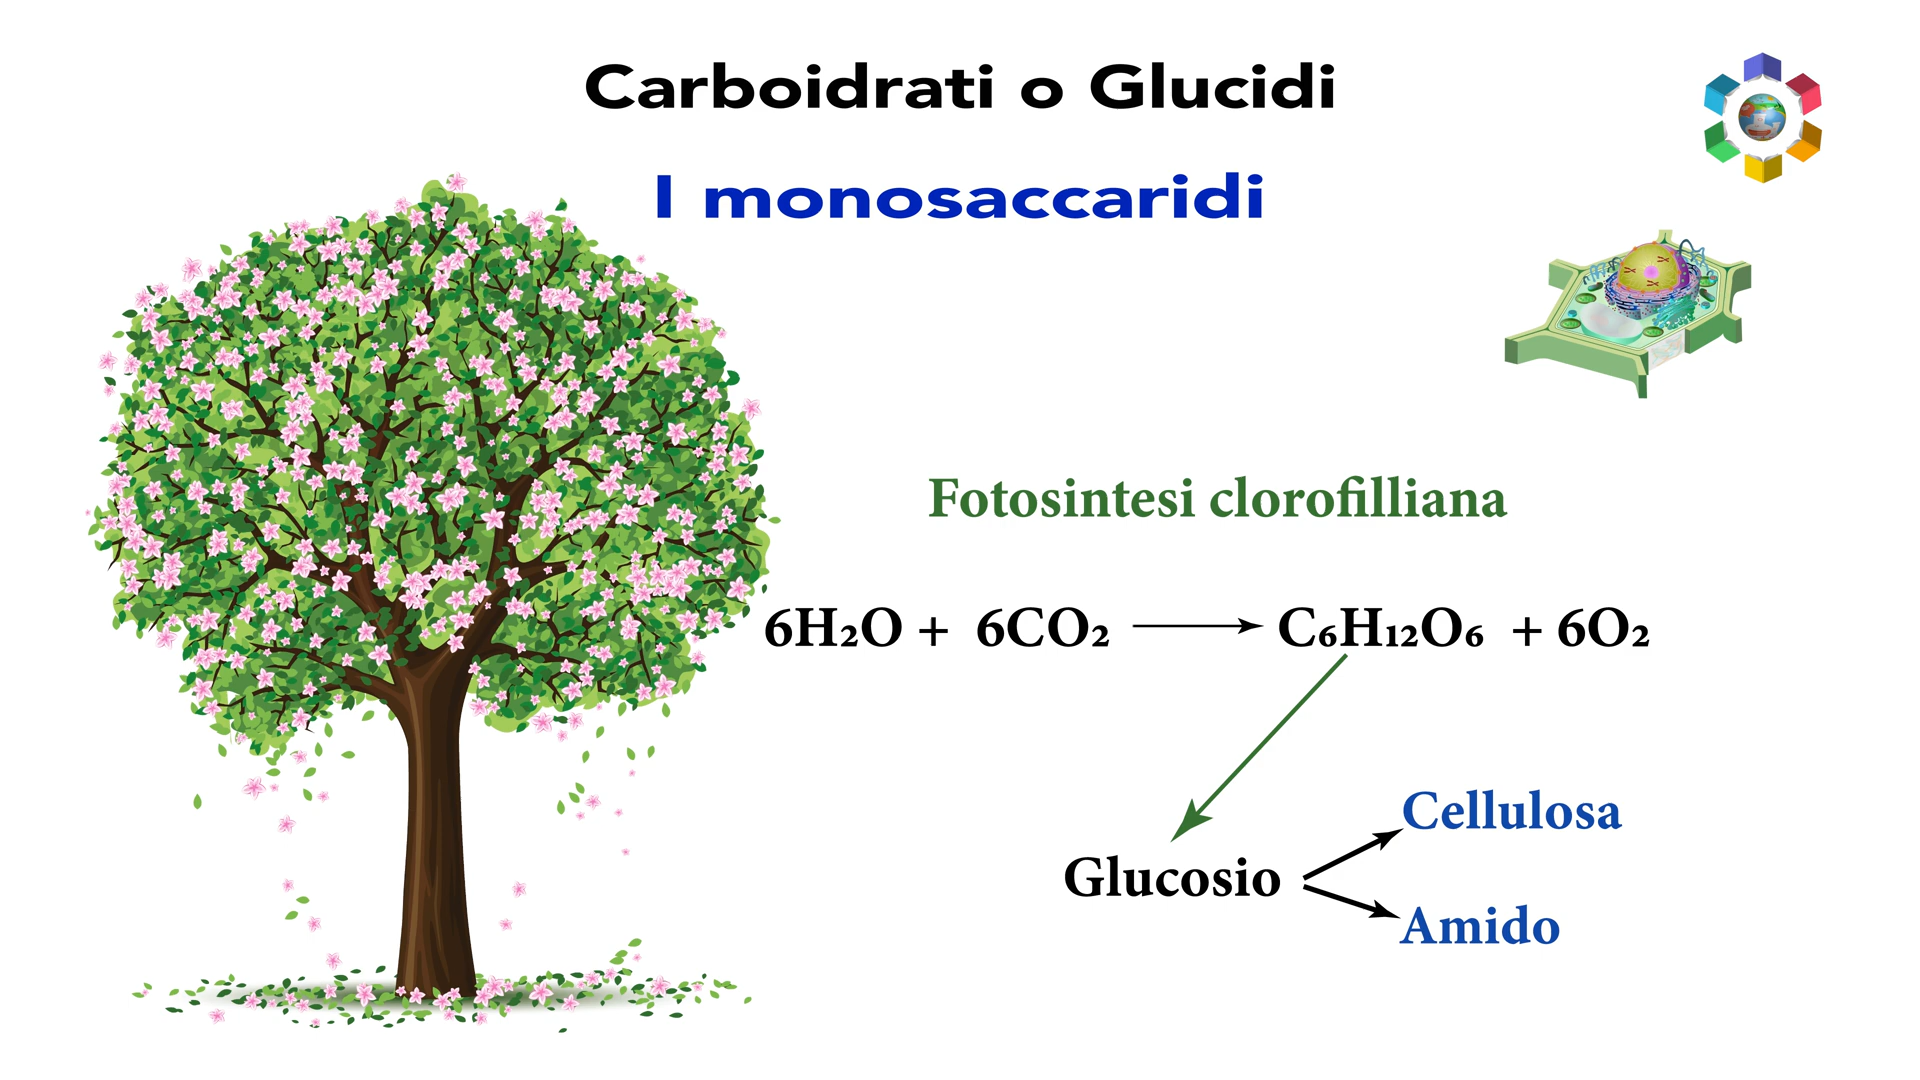 Carboidrati o Glucidi
I monosaccaridi
Fotosintesi clorofilliana
6H₂O + 6CO₂ → C₆H₁₂O₆ + 6O₂
Cellulosa
Glucosio
Amido